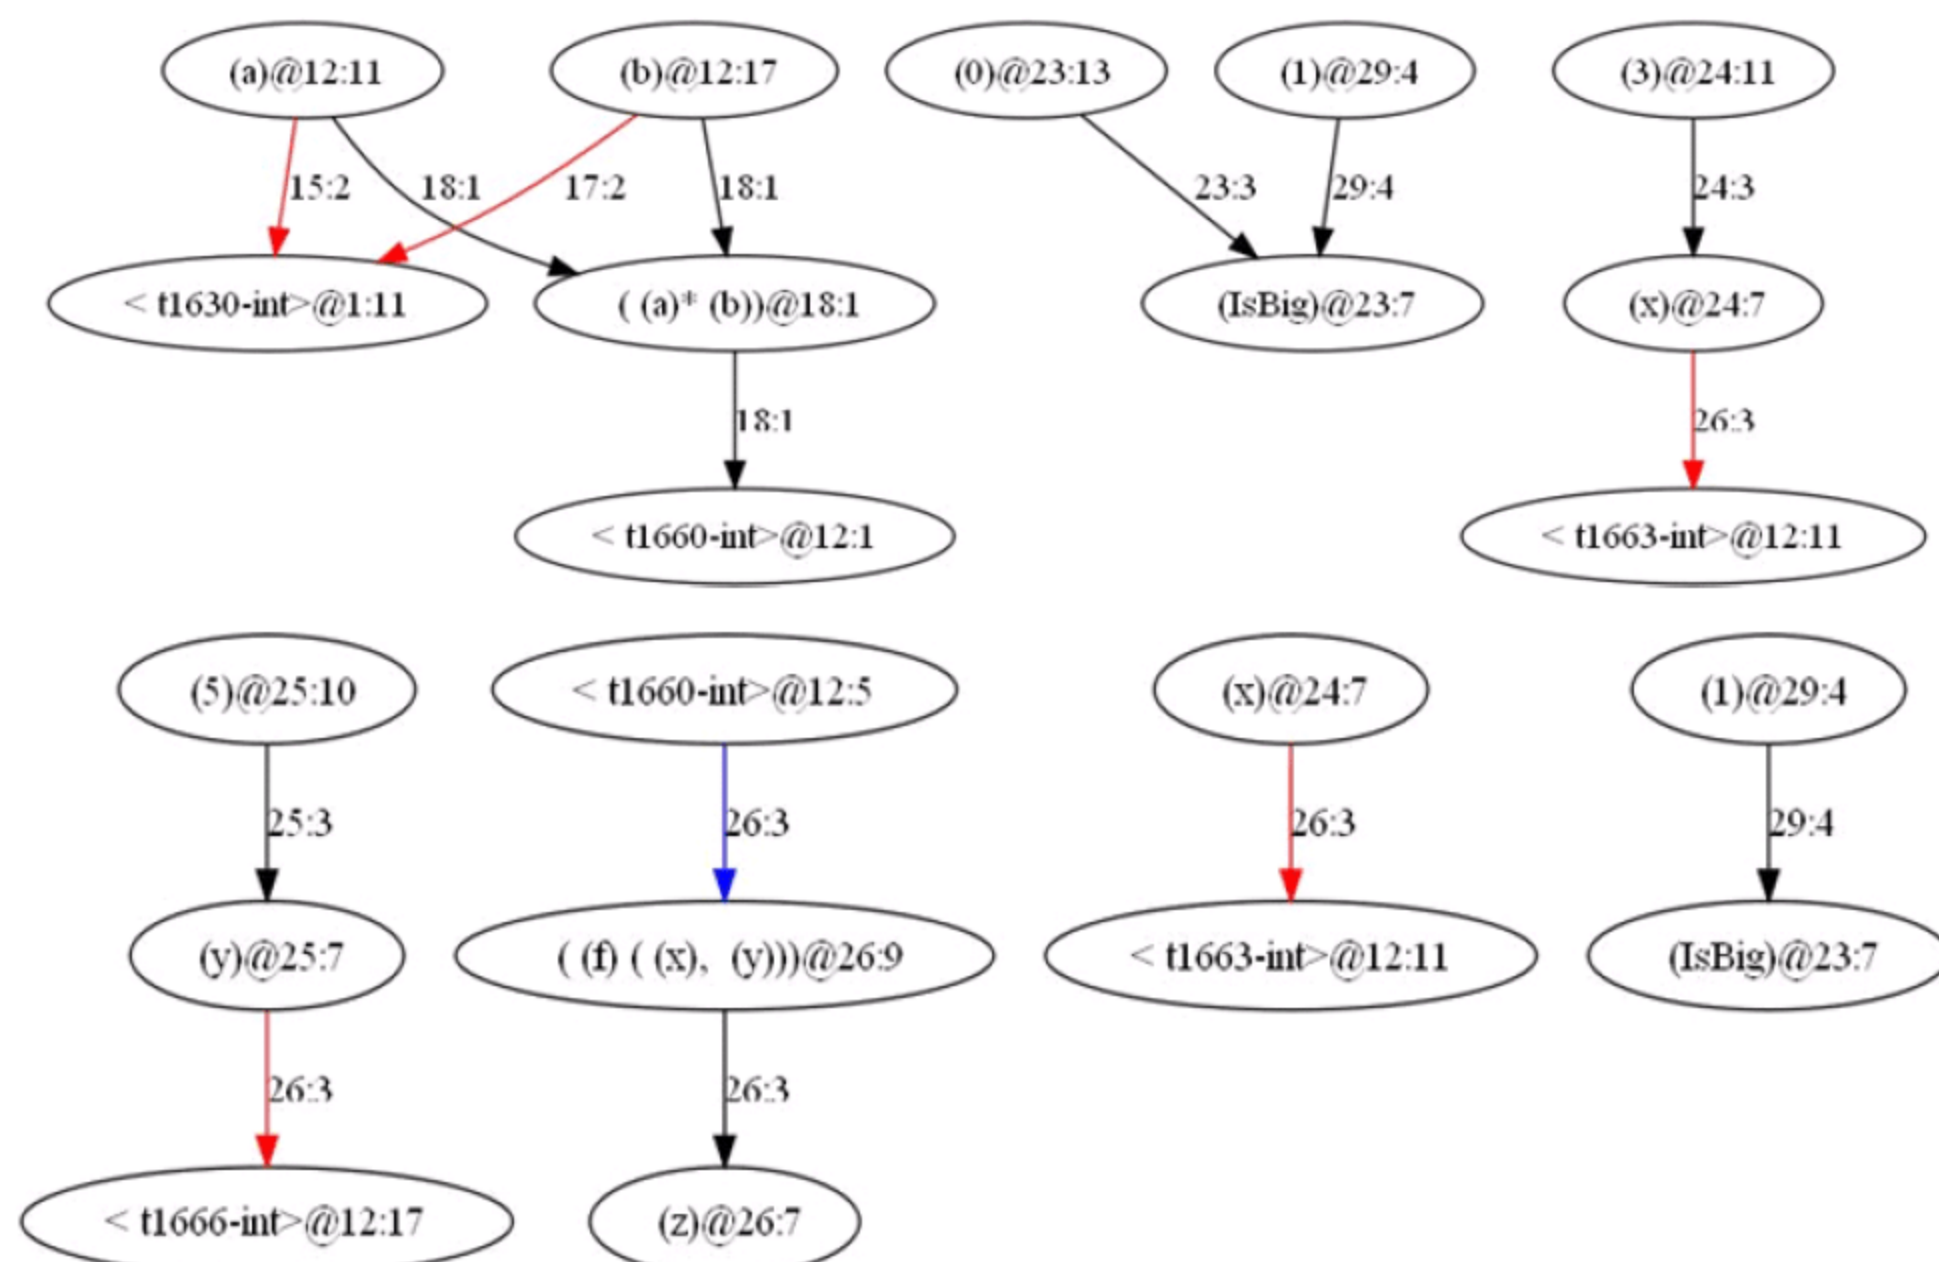 (a)@12:11 (b)@12:17 (0)@23:13 (1)@29:4 (3)@24:11
15:2 18:1 17:2 18:1 23:3 29:4 24:3
< t1630-int>@1:11 ( (a)* (b))@18:1 (IsBig)@23:7 (x)@24:7
18:1 26:3
< t1660-int>@12:1 < t1663-int>@12:11
(5)@25:10 < t1660-int>@12:5 (x)@24:7 (1)@29:4
25:3 26:3 26:3 29:4
(y)@25:7 ( (f) ( (x), (y)))@26:9 < t1663-int>@12:11 (IsBig)@23:7
26:3 26:3
< t1666-int>@12:17 (z)@26:7